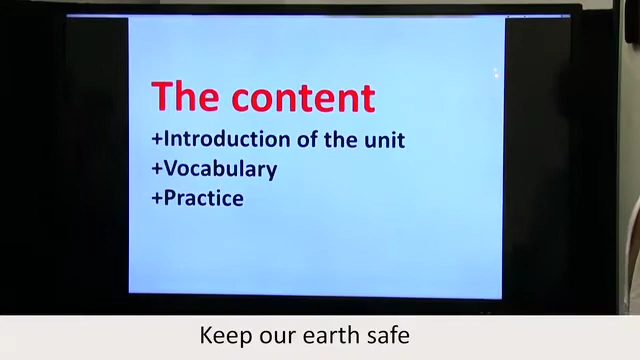 The content
+Introduction of the unit
+Vocabulary
+Practice
Keep our earth safe